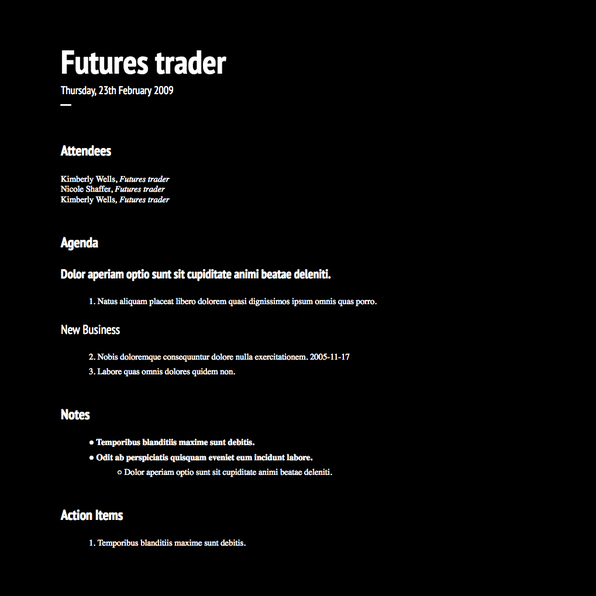 Futures trader
Thursday, 23th February 2009
Attendees
Kimberly Wells, Futures trader
Nicole Shaffer, Futures trader
Kimberly Wells, Futures trader
Agenda
Dolor aperiam optio sunt sit cupiditate animi beatae deleniti.
1. Natus aliquam placeat libero dolorem quasi dignissimos ipsum omnis quas porro.
New Business
2. Nobis doloremque consequuntur dolore nulla exercitationem. 2005-11-17
3. Labore quas omnis dolores quidem non.
Notes
● Temporibus blanditiis maxime sunt debitis.
● Odit ab perspiciatis quisquam eveniet eum incidunt labore.
○ Dolor aperiam optio sunt sit cupiditate animi beatae deleniti.
Action Items
1. Temporibus blanditiis maxime sunt debitis.